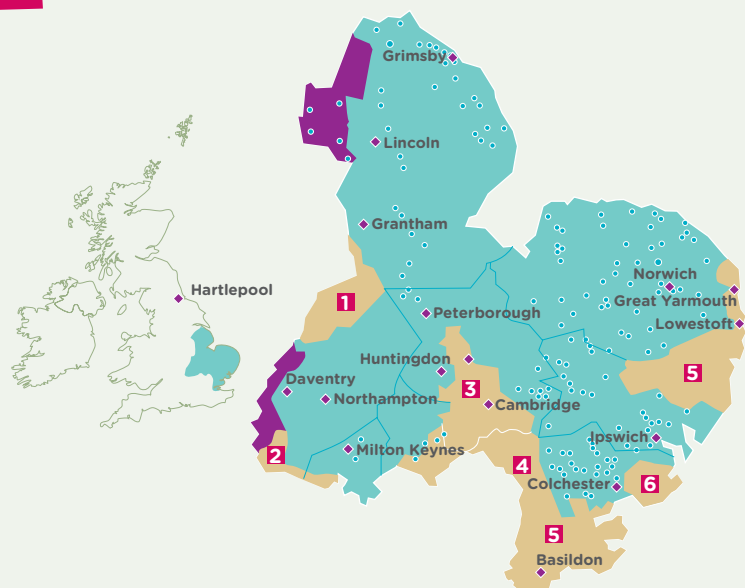 Grimsby
Lincoln
Grantham
Hartlepool
Norwich
1
Great Yarmouth
Peterborough
Lowestoft
Huntingdon
5
Daventry
3
Northampton
Cambridge
Ipswich
Milton Keynes
2
4
Colchester
6
5
Basildon